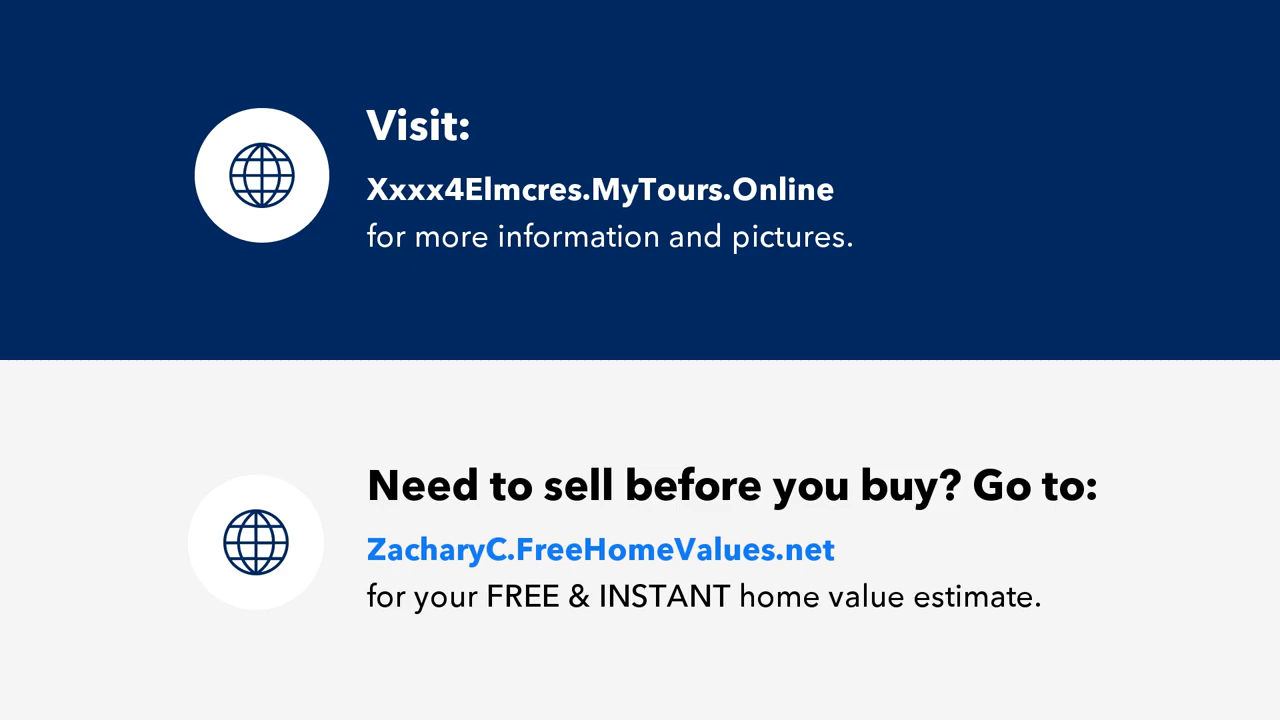 Visit:
Xxxx4Elmcres.MyTours.Online
for more information and pictures.
Need to sell before you buy? Go to:
ZacharyC.FreeHomeValues.net
for your FREE & INSTANT home value estimate.